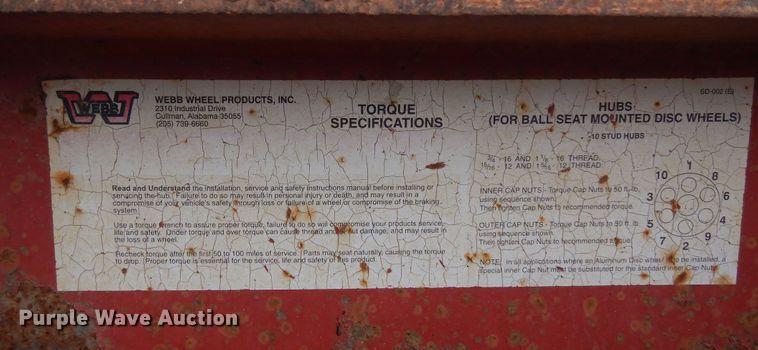 WEBB
WEBB WHEEL PRODUCTS, INC.
2310 Industrial Drive
Cullman, Alabama 35055
(205) 739-6660
TORQUE
SPECIFICATIONS
Read and Understand the installation, service and safety instructions manual before installing or
servicing the hub. Failure to do so may result in personal injury or death, and may result in a
compromise of your vehicle's safety through loss or failure of a wheel or compromise of the braking
system.
Use a torque wrench to assure proper torque, failure to do so will compromise your products service,
life and safety. Under torque and over torque can cause thread and nut damage, and may result in
the loss of a wheel.
Recheck torque after the first 50 to 100 miles of service. Parts may seat naturally, causing the torque
to drop. Proper torque is essential for the service, life and safety of this product.
SD-002 (E)
HUBS
(FOR BALL SEAT MOUNTED DISC WHEELS)
10 STUD HUBS
3/4 - 16 AND 1 1/8 - 16 THREAD
15/16 - 12 AND 1 5/16 - 12 THREAD
INNER CAP NUTS - Torque Cap Nuts to 50 ft. lb
using sequence shown.
Then tighten Cap Nuts to recommended torque.
OUTER CAP NUTS - Torque Cap Nuts to 50 ft. lb
using sequence shown.
Then tighten Cap Nuts to recommended torque.
1
10 8
3 6
5 4
7 9
2
NOTE: In all applications where an Aluminum Disc wheel is to be installed, a
special inner Cap Nut must be substituted for the standard inner Cap Nut.
Purple Wave Auction